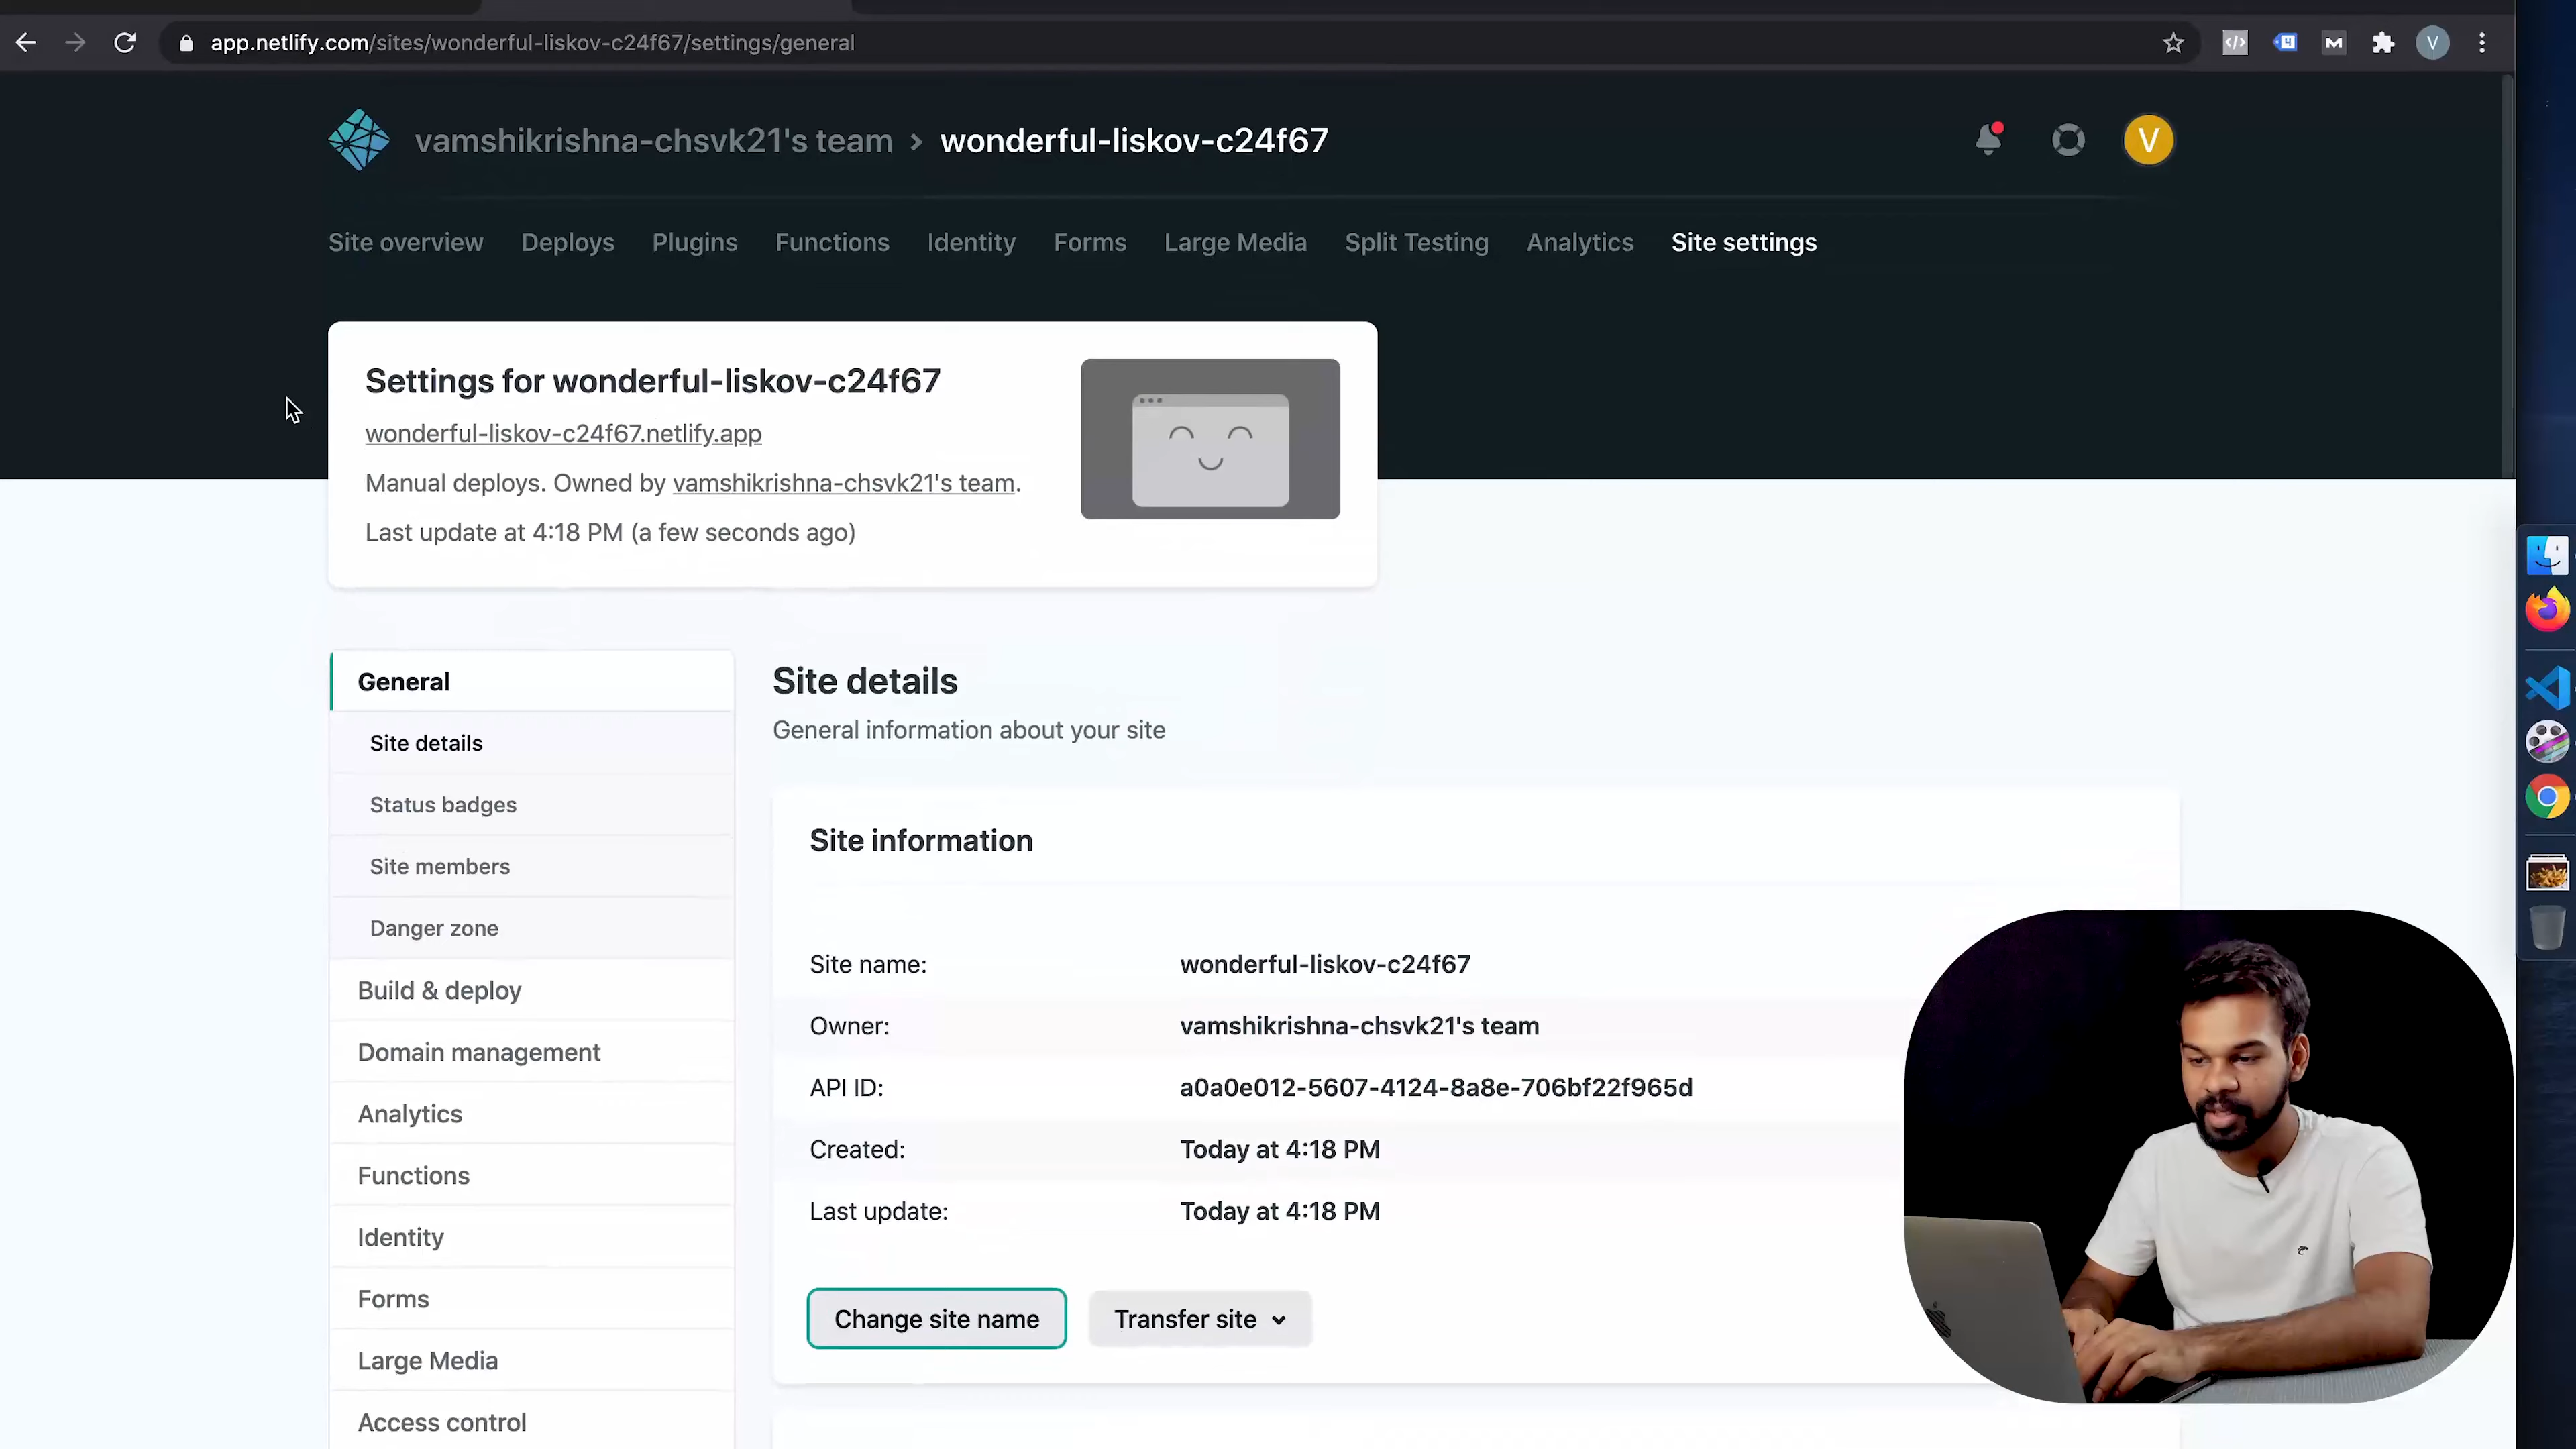 app.netlify.com/sites/wonderful-liskov-c24f67/settings/general
V
vamshikrishna-chsvk21's team > wonderful-liskov-c24f67
V
Site overview Deploys Plugins Functions Identity Forms Large Media Split Testing Analytics Site settings
Settings for wonderful-liskov-c24f67
wonderful-liskov-c24f67.netlify.app
Manual deploys. Owned by vamshikrishna-chsvk21's team.
Last update at 4:18 PM (a few seconds ago)
General
Site details
Status badges
Site members
Danger zone
Build & deploy
Domain management
Analytics
Functions
Identity
Forms
Large Media
Access control
Site details
General information about your site
Site information
Site name: wonderful-liskov-c24f67
Owner: vamshikrishna-chsvk21's team
API ID: a0a0e012-5607-4124-8a8e-706bf22f965d
Created: Today at 4:18 PM
Last update: Today at 4:18 PM
Change site name Transfer site